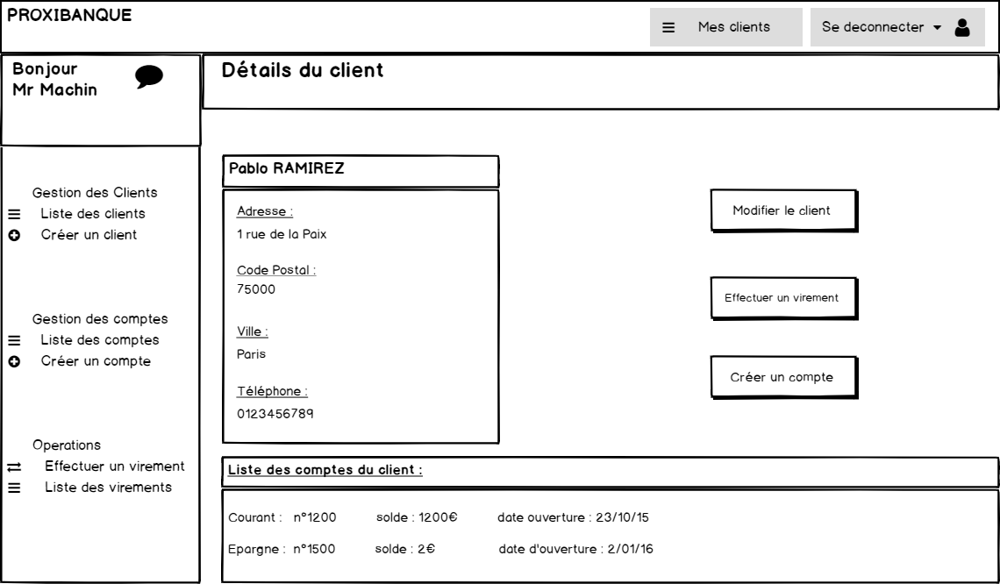 PROXIBANQUE
Mes clients
Se deconnecter
Bonjour
Mr Machin
Détails du client
Gestion des Clients
Liste des clients
Créer un client
Gestion des comptes
Liste des comptes
Créer un compte
Operations
Effectuer un virement
Liste des virements
Pablo RAMIREZ
Adresse :
1 rue de la Paix
Code Postal :
75000
Ville :
Paris
Téléphone :
0123456789
Modifier le client
Effectuer un virement
Créer un compte
Liste des comptes du client :
Courant : n°1200 solde : 1200€ date ouverture : 23/10/15
Epargne : n°1500 solde : 2€ date d'ouverture : 2/01/16